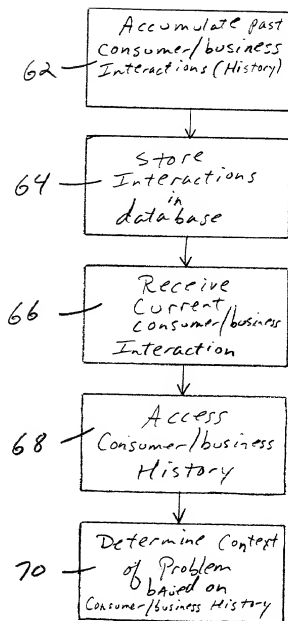 Accumulate past
consumer/business
Interactions (History)
62
Store
Interactions
in
database
64
Receive
Current
consumer/business
Interaction
66
Access
Consumer/business
History
68
Determine Context
of Problem
based on
Consumer/business History
70